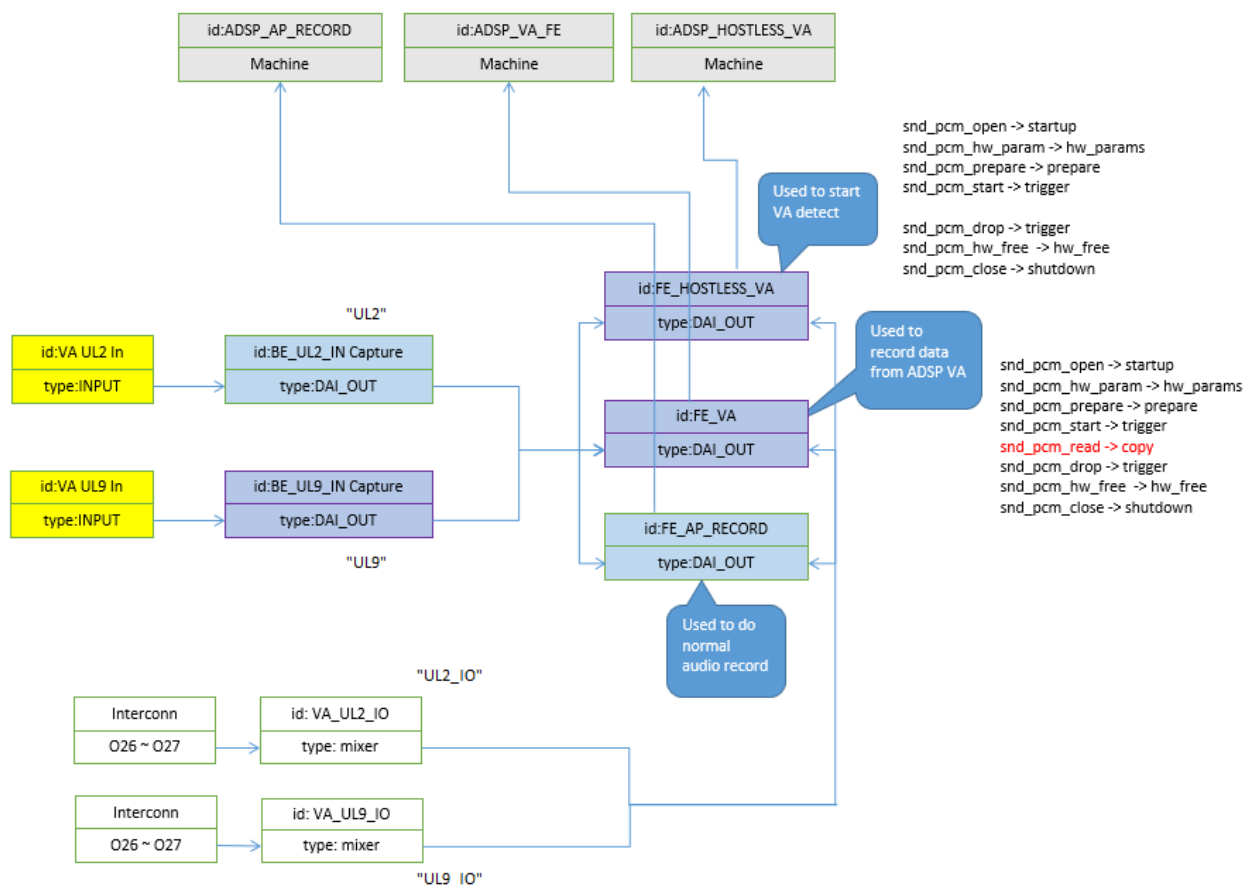 id:ADSP_AP_RECORD
Machine
id:ADSP_VA_FE
Machine
id:ADSP_HOSTLESS_VA
Machine
snd_pcm_open -> startup
snd_pcm_hw_param -> hw_params
snd_pcm_prepare -> prepare
snd_pcm_start -> trigger
snd_pcm_drop -> trigger
snd_pcm_hw_free -> hw_free
snd_pcm_close -> shutdown
Used to start
VA detect
id:FE_HOSTLESS_VA
type:DAI_OUT
"UL2"
id:VA UL2 In
type:INPUT
id:BE_UL2_IN Capture
type:DAI_OUT
Used to
record data
from ADSP VA
snd_pcm_open -> startup
snd_pcm_hw_param -> hw_params
snd_pcm_prepare -> prepare
snd_pcm_start -> trigger
snd_pcm_read -> copy
snd_pcm_drop -> trigger
snd_pcm_hw_free -> hw_free
snd_pcm_close -> shutdown
id:FE_VA
type:DAI_OUT
id:VA UL9 In
type:INPUT
id:BE_UL9_IN Capture
type:DAI_OUT
"UL9"
id:FE_AP_RECORD
type:DAI_OUT
Used to do
normal
audio record
"UL2_IO"
Interconn
O26 ~ O27
id: VA_UL2_IO
type: mixer
Interconn
O26 ~ O27
id: VA_UL9_IO
type: mixer
"UL9_IO"